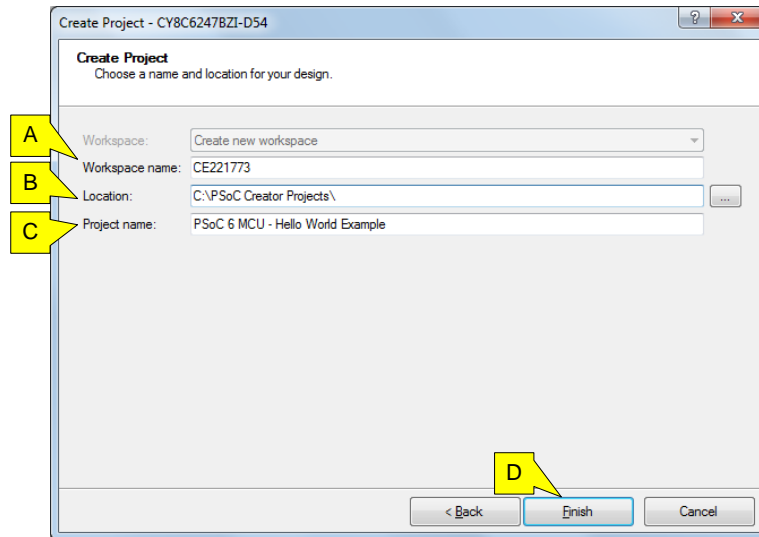 Create Project - CY8C6247BZI-D54
Create Project
Choose a name and location for your design.
A
Workspace: Create new workspace
Workspace name: CE221773
B
Location: C:\PSoC Creator Projects\ ...
C
Project name: PSoC 6 MCU - Hello World Example
D
< Back Finish Cancel